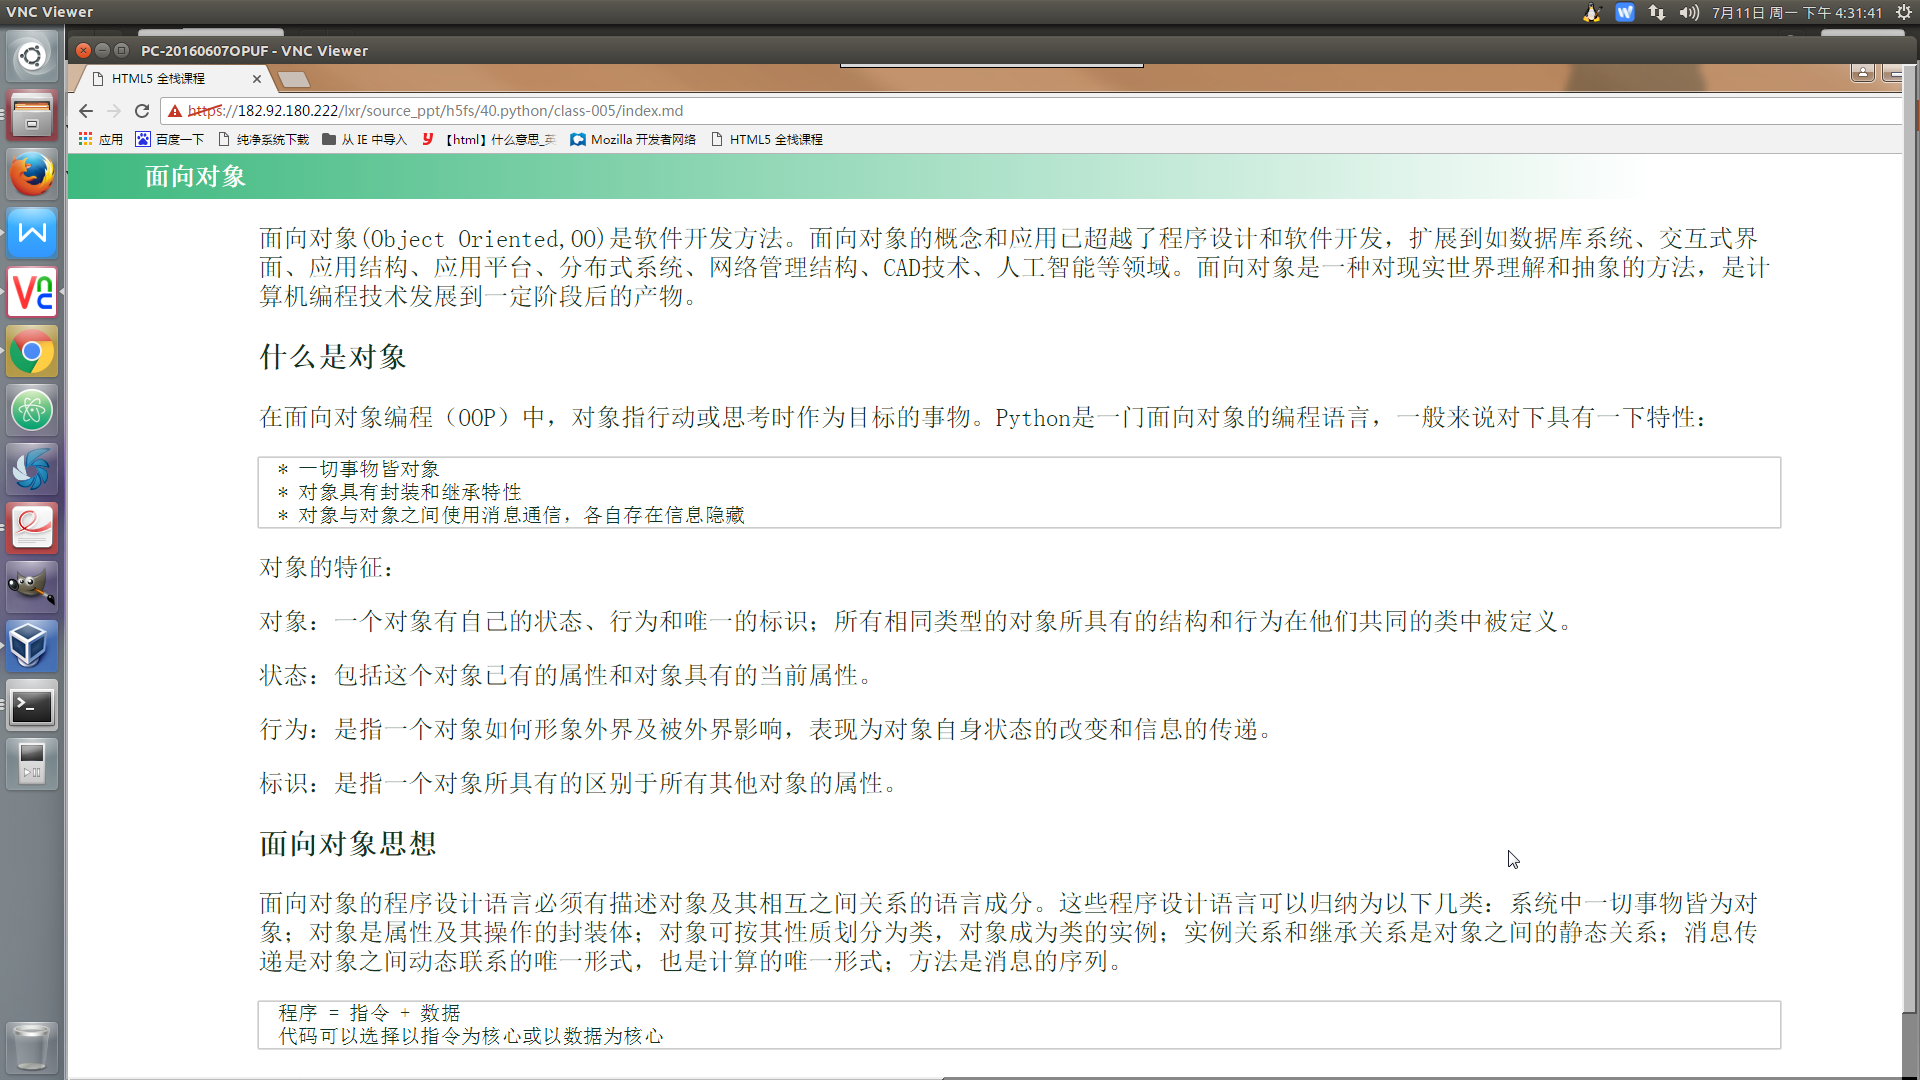 VNC Viewer
7月11日 周一 下午 4:31:41
PC-20160607OPUF - VNC Viewer
HTML5 全栈课程
https://182.92.180.222/lxr/source_ppt/h5fs/40.python/class-005/index.md
应用 百度一下 纯净系统下载 从 IE 中导入 【html】什么意思_英 Mozilla 开发者网络 HTML5 全栈课程
面向对象
面向对象(Object Oriented,OO)是软件开发方法。面向对象的概念和应用已超越了程序设计和软件开发，扩展到如数据库系统、交互式界
面、应用结构、应用平台、分布式系统、网络管理结构、CAD技术、人工智能等领域。面向对象是一种对现实世界理解和抽象的方法，是计
算机编程技术发展到一定阶段后的产物。
什么是对象
在面向对象编程（OOP）中，对象指行动或思考时作为目标的事物。Python是一门面向对象的编程语言，一般来说对下具有一下特性：
* 一切事物皆对象
* 对象具有封装和继承特性
* 对象与对象之间使用消息通信，各自存在信息隐藏
对象的特征：
对象：一个对象有自己的状态、行为和唯一的标识；所有相同类型的对象所具有的结构和行为在他们共同的类中被定义。
状态：包括这个对象已有的属性和对象具有的当前属性。
行为：是指一个对象如何形象外界及被外界影响，表现为对象自身状态的改变和信息的传递。
标识：是指一个对象所具有的区别于所有其他对象的属性。
面向对象思想
面向对象的程序设计语言必须有描述对象及其相互之间关系的语言成分。这些程序设计语言可以归纳为以下几类：系统中一切事物皆为对
象；对象是属性及其操作的封装体；对象可按其性质划分为类，对象成为类的实例；实例关系和继承关系是对象之间的静态关系；消息传
递是对象之间动态联系的唯一形式，也是计算的唯一形式；方法是消息的序列。
程序 = 指令 + 数据
代码可以选择以指令为核心或以数据为核心